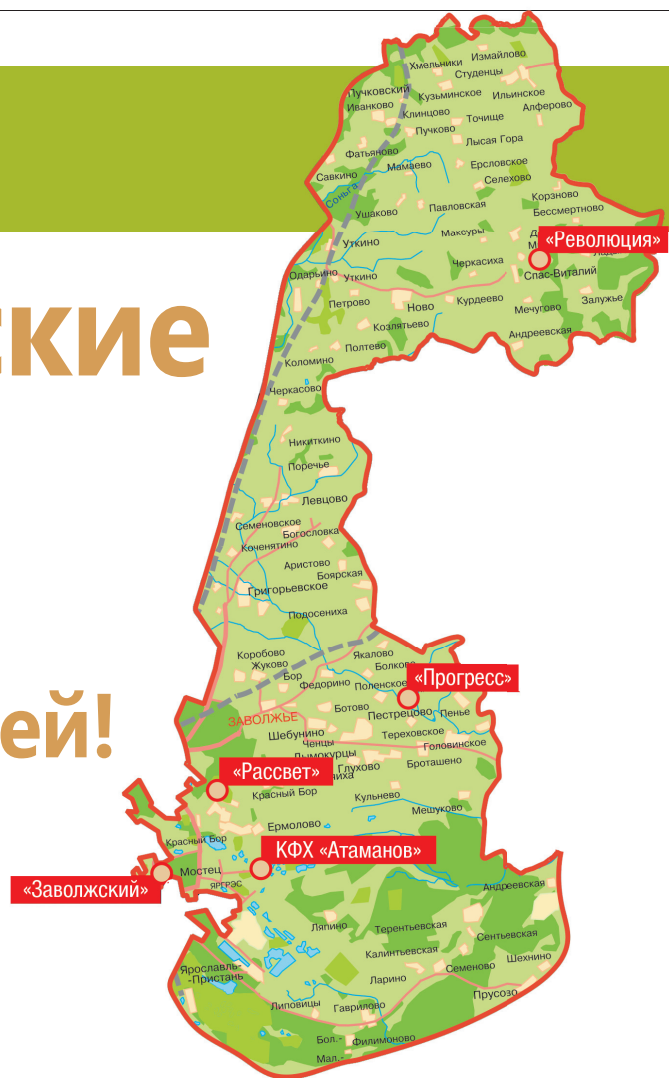 Хмельники
Измайлово
Студенцы
Пучковский
Иванково
Кузьминское
Ильинское
Клинцово
Точище
Алферово
Пучково
Лысая Гора
Фатьяново
Мамаево
Ерсловское
Савкино
Селехово
Соньга
Корзново
Ушаково
Павловская
Бессмертново
Уткино
Максуры
«Революция»
Черкасиха
Одарьино
Уткино
Спас-Виталий
Петрово
Ново
Курдеево
Мечугово
Залужье
Козлятьево
Андреевская
ские
Полтево
Коломино
Черкасово
Никиткино
Поречье
Левцово
Семеновское
Богословка
Коченятино
Аристово
Боярская
Григорьевское
Подосениха
Коробово
Якалово
Жуково
Болково
Бор
Федорино
Поленское
«Прогресс»
ЗАВОЛЖЬЕ
Ботово
Пестрецово
Пенье
ей!
Шебунино
Тереховское
Ченцы
Головинское
Дымокурцы
Глухово
Броташено
«Рассвет»
ниха
Красный Бор
Кульнево
Мешуково
Ермолово
Красный Бор
КФХ «Атаманов»
Мостец
ЯРГРЭС
«Заволжский»
Андреевская
Ляпино
Терентьевская
Сентьевская
Калинтьевская
Шехнино
Ярославль-
-Пристань
Ларино
Семеново
Прусово
Липовицы
Гаврилово
Бол.-
Филимоново
Мал.-